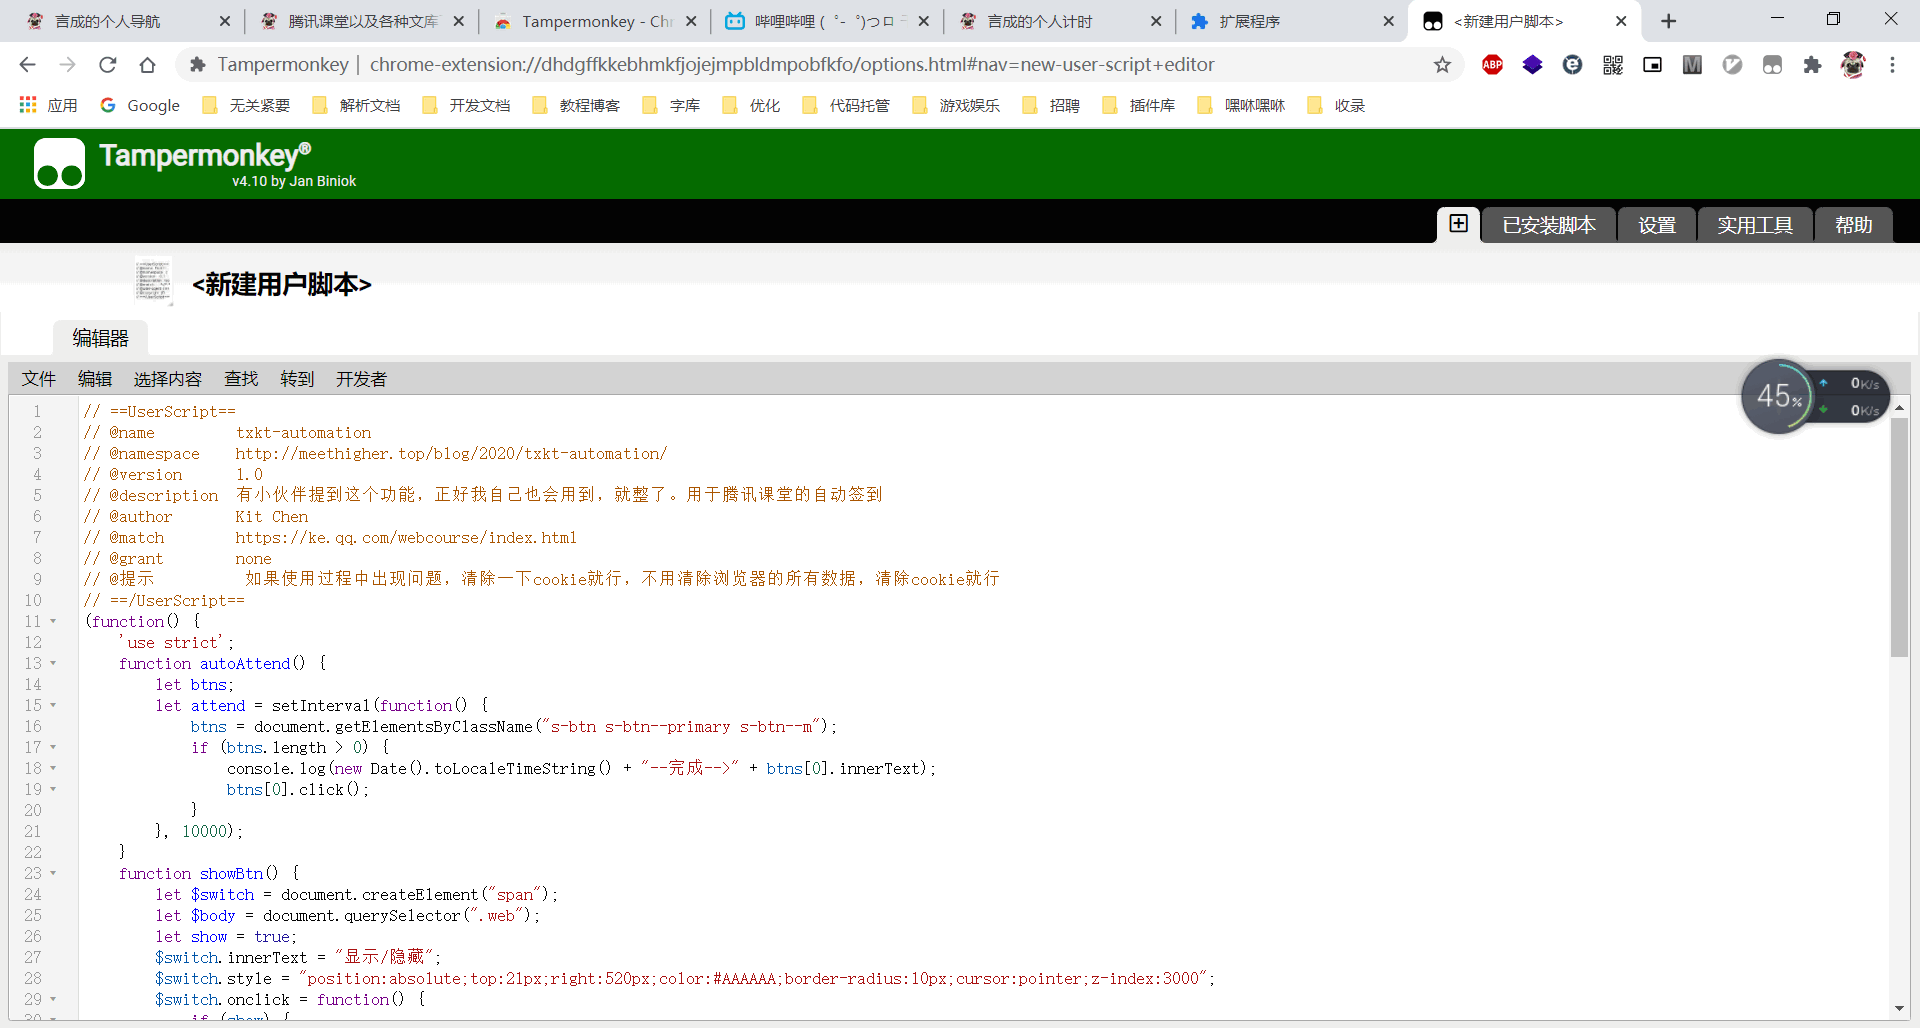 言成的个人导航
腾讯课堂以及各种文库
Tampermonkey - Chr
哔哩哔哩 (゜-゜)つロ
言成的个人计时
扩展程序
<新建用户脚本>
Tampermonkey | chrome-extension://dhdgffkkebhmkfjojejmpbldmpobfkfo/options.html#nav=new-user-script+editor
ABP
应用
Google
无关紧要
解析文档
开发文档
教程博客
字库
优化
代码托管
游戏娱乐
招聘
插件库
嘿咻嘿咻
收录
Tampermonkey®
v4.10 by Jan Biniok
已安装脚本
设置
实用工具
帮助
<新建用户脚本>
编辑器
文件 编辑 选择内容 查找 转到 开发者
45%
0K/s
0K/s
1 // ==UserScript==
2 // @name         txkt-automation
3 // @namespace    http://meethigher.top/blog/2020/txkt-automation/
4 // @version      1.0
5 // @description  有小伙伴提到这个功能，正好我自己也会用到，就整了。用于腾讯课堂的自动签到
6 // @author       Kit Chen
7 // @match        https://ke.qq.com/webcourse/index.html
8 // @grant        none
9 // @提示          如果使用过程中出现问题，清除一下cookie就行，不用清除浏览器的所有数据，清除cookie就行
10 // ==/UserScript==
11 (function() {
12     'use strict';
13     function autoAttend() {
14         let btns;
15         let attend = setInterval(function() {
16             btns = document.getElementsByClassName("s-btn s-btn--primary s-btn--m");
17             if (btns.length > 0) {
18                 console.log(new Date().toLocaleTimeString() + "--完成-->" + btns[0].innerText);
19                 btns[0].click();
20             }
21         }, 10000);
22     }
23     function showBtn() {
24         let $switch = document.createElement("span");
25         let $body = document.querySelector(".web");
26         let show = true;
27         $switch.innerText = "显示/隐藏";
28         $switch.style = "position:absolute;top:21px;right:520px;color:#AAAAAA;border-radius:10px;cursor:pointer;z-index:3000";
29         $switch.onclick = function() {
30             if (show) {